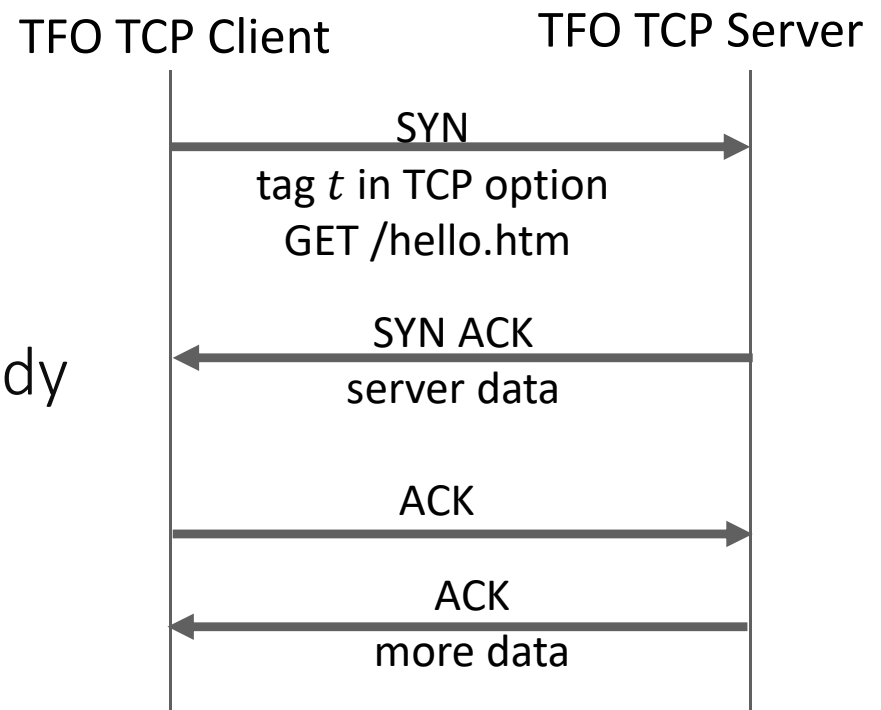 TFO TCP Client
TFO TCP Server
SYN
tag t in TCP option
GET /hello.htm
SYN ACK
dy
server data
ACK
ACK
more data